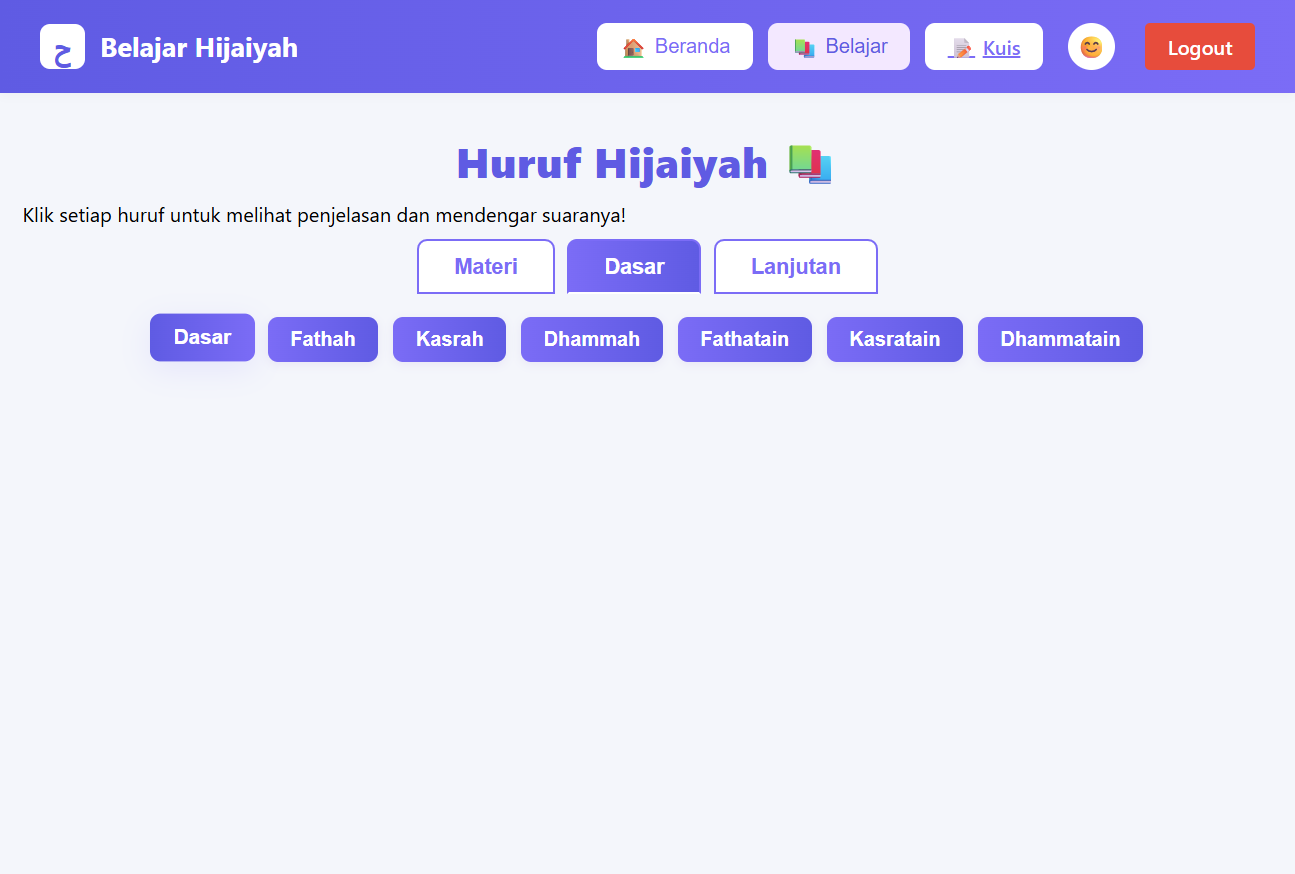 ح Belajar Hijaiyah 🏠 Beranda 📚 Belajar 📝 Kuis 😊 Logout
Huruf Hijaiyah 📚
Klik setiap huruf untuk melihat penjelasan dan mendengar suaranya!
Materi Dasar Lanjutan
Dasar Fathah Kasrah Dhammah Fathatain Kasratain Dhammatain